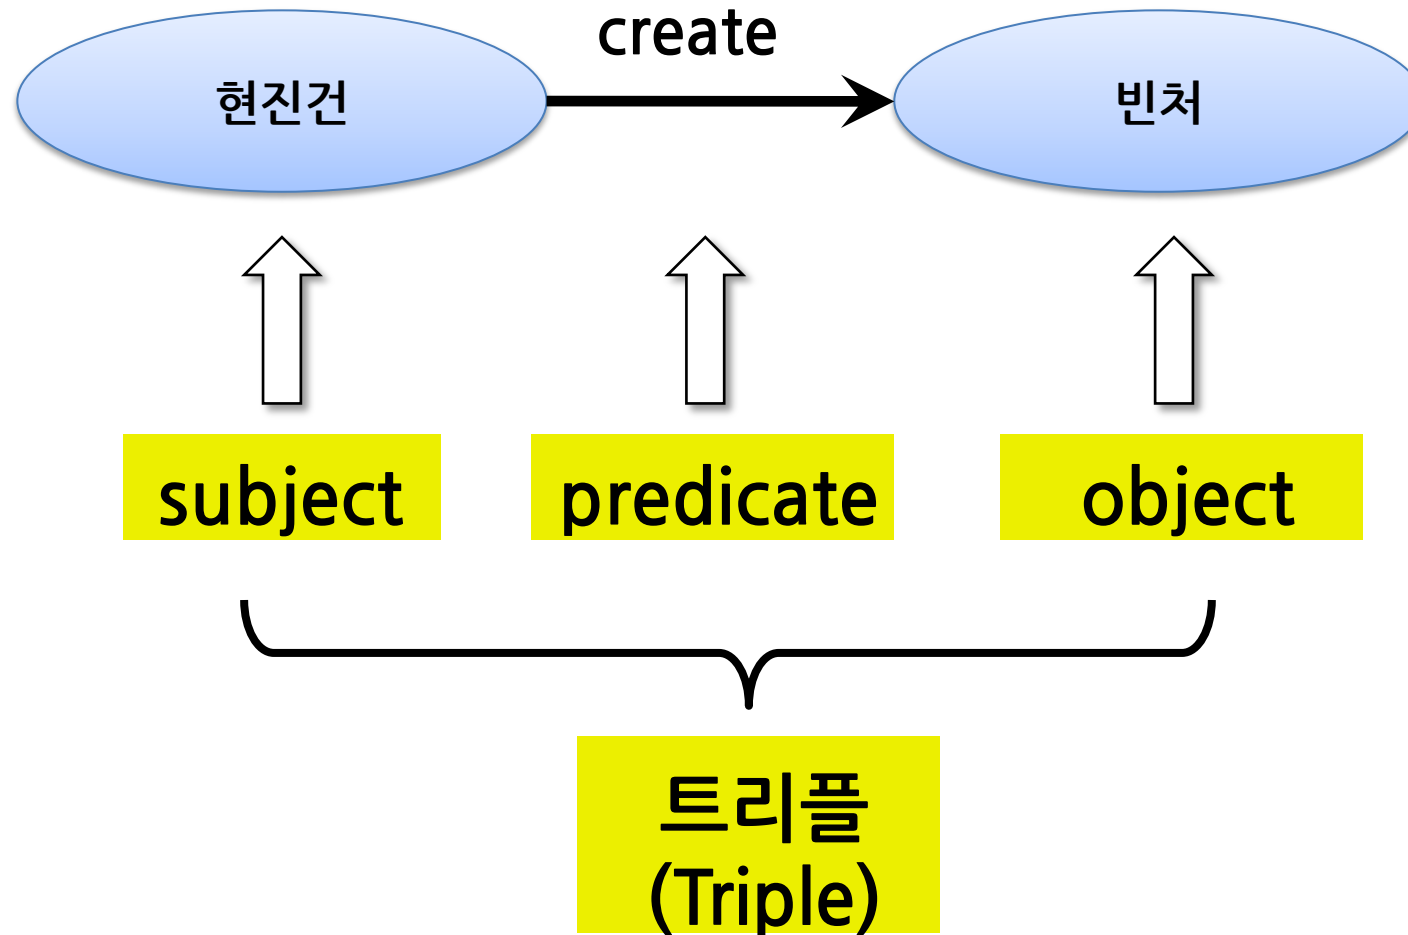 create
현진건
빈처
subject
predicate
object
트리플
(Triple)